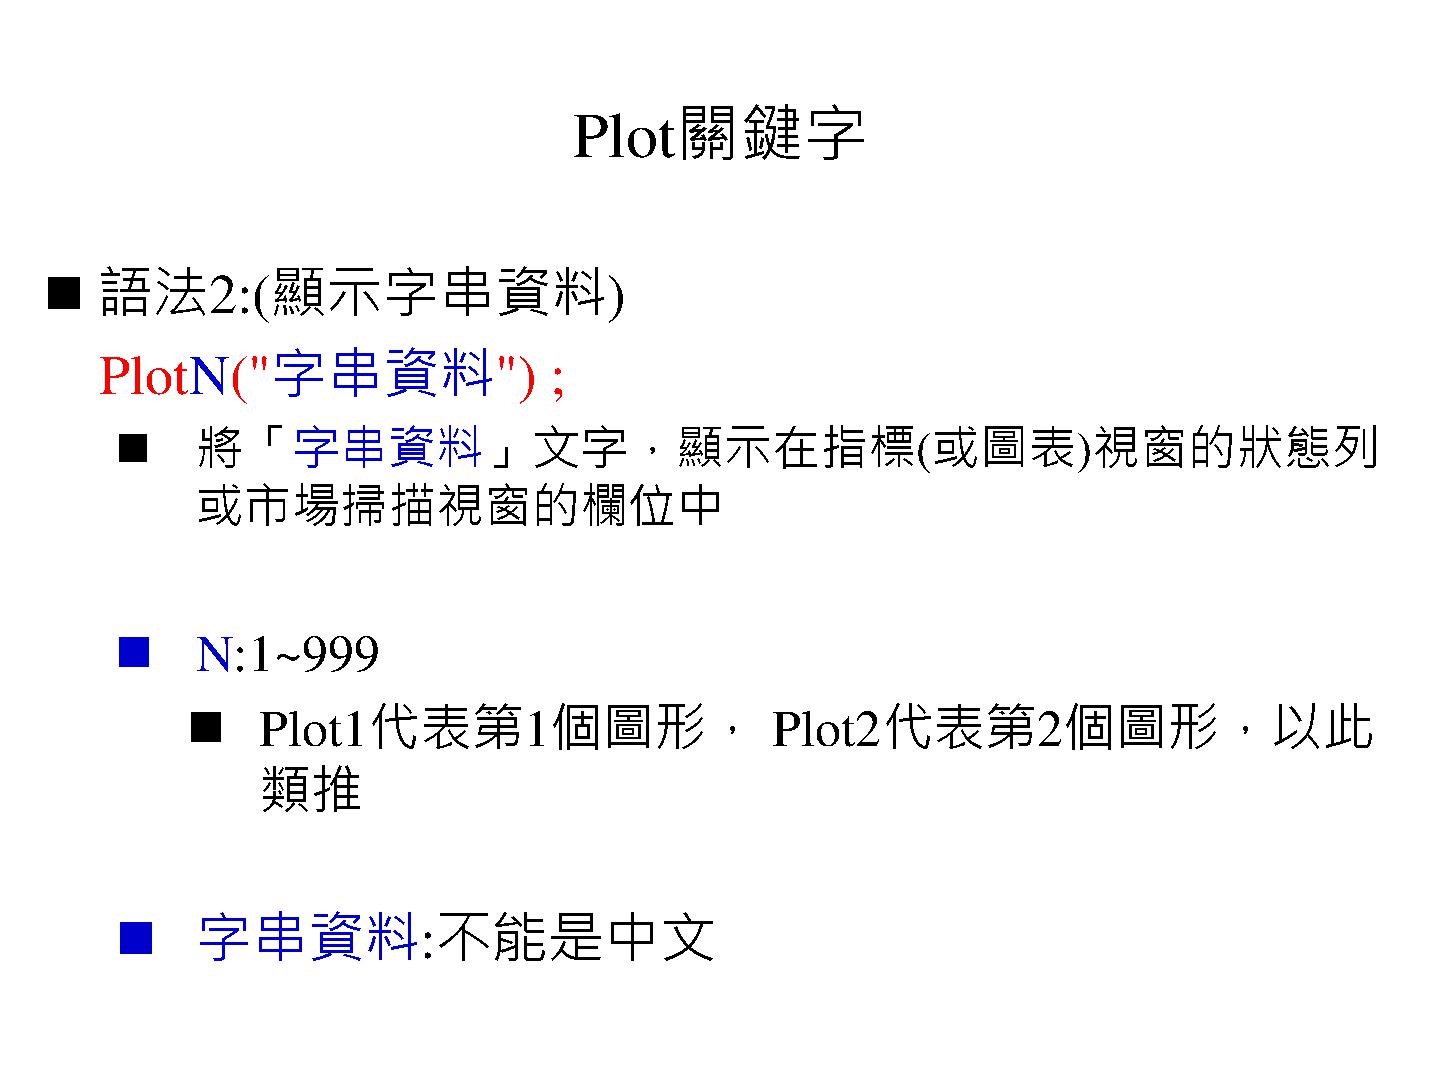 Plot關鍵字
■ 語法2:(顯示字串資料)
PlotN("字串資料") ;
■ 將「字串資料」文字，顯示在指標(或圖表)視窗的狀態列
或市場掃描視窗的欄位中
■ N:1~999
■ Plot1代表第1個圖形， Plot2代表第2個圖形，以此
類推
■ 字串資料:不能是中文